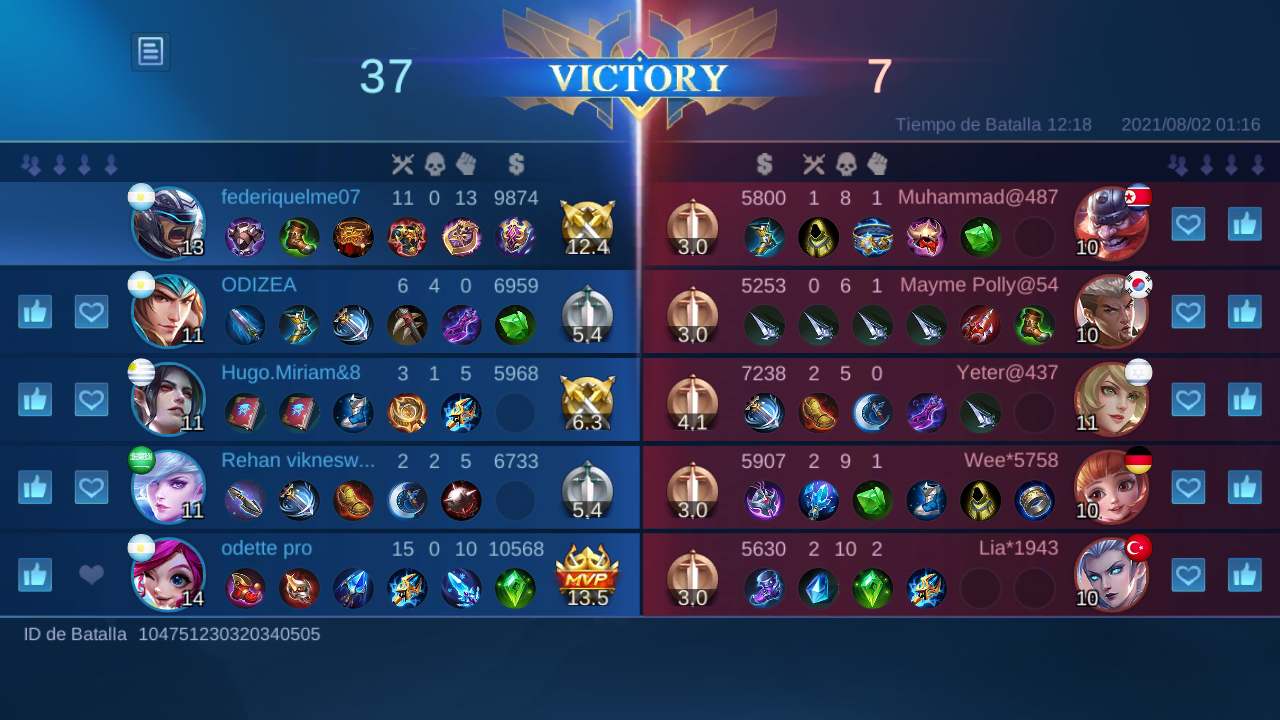 37 VICTORY 7
Tiempo de Batalla 12:18 2021/08/02 01:16
$ $
federiquelme07 11 0 13 9874 12.4 13
3.0 5800 1 8 1 Muhammad@487 10
ODIZEA 6 4 0 6959 5.4 11
3.0 5253 0 6 1 Mayme Polly@54 10
Hugo.Miriam&8 3 1 5 5968 6.3 11
4.1 7238 2 5 0 Yeter@437 11
Rehan viknesw... 2 2 5 6733 5.4 11
3.0 5907 2 9 1 Wee*5758 10
odette pro 15 0 10 10568 MVP 13.5 14
3.0 5630 2 10 2 Lia*1943 10
ID de Batalla 104751230320340505